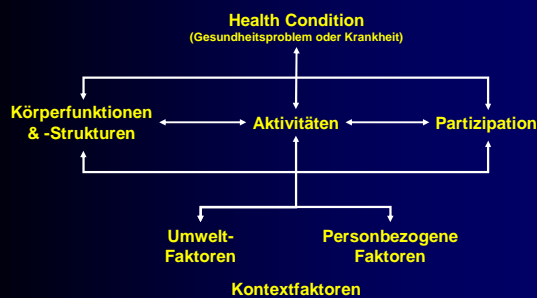 Health Condition
(Gesundheitsproblem oder Krankheit)
Körperfunktionen
& -Strukturen
Aktivitäten
Partizipation
Umwelt-
Faktoren
Personbezogene
Faktoren
Kontextfaktoren